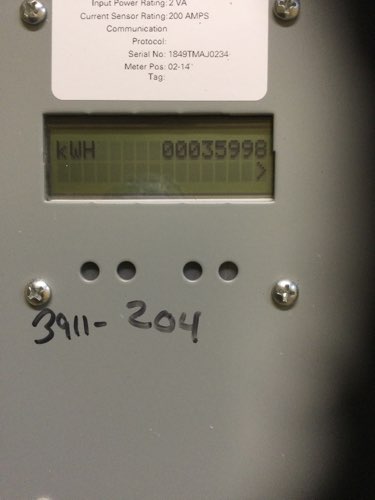 Input Power Rating: 2 VA
Current Sensor Rating: 200 AMPS
Communication
Protocol:
Serial No: 1849TMAJ0234
Meter Pos: 02-14"
Tag:
kWH 00035998
>
3911- 204